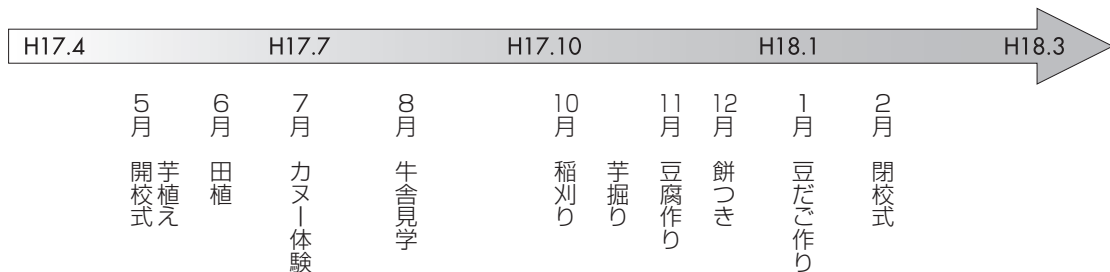 H17.4 H17.7 H17.10 H18.1 H18.3
5月 開校式
芋植え
6月 田植
7月 カヌー体験
8月 牛舎見学
10月 稲刈り
芋掘り
11月 豆腐作り
12月 餅つき
1月 豆だご作り
2月 閉校式